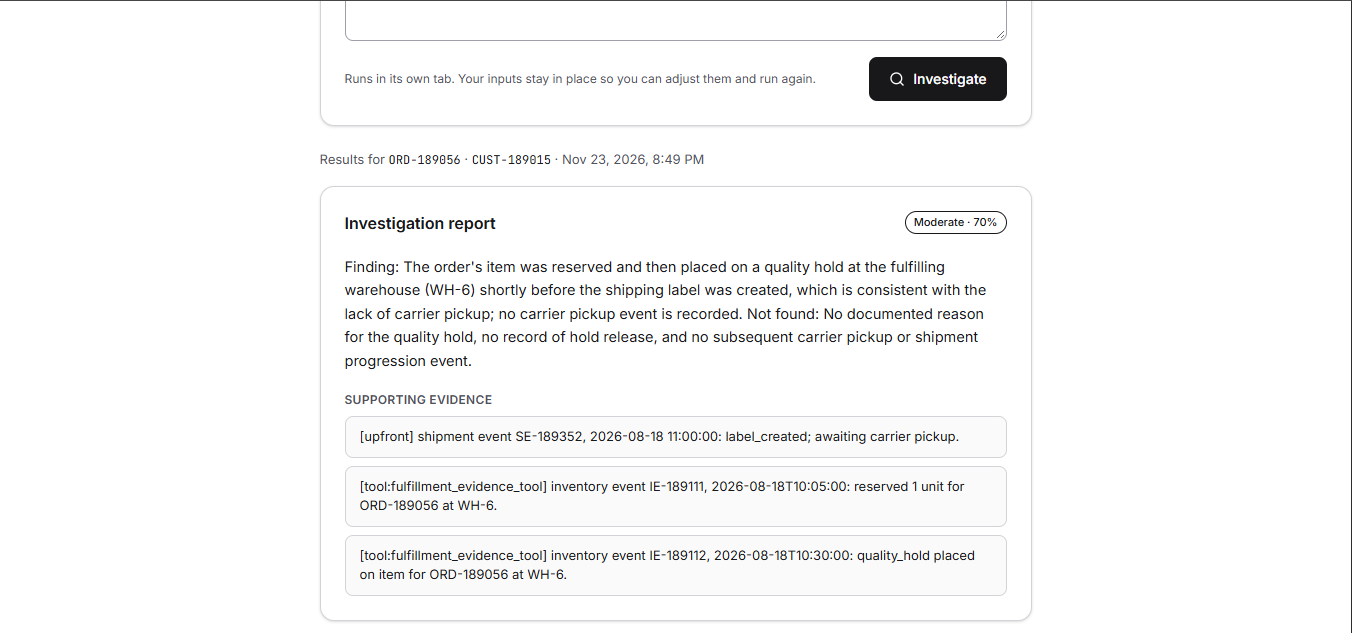 Runs in its own tab. Your inputs stay in place so you can adjust them and run again.
Investigate
Results for ORD-189056 · CUST-189015 · Nov 23, 2026, 8:49 PM
Investigation report
Moderate · 70%
Finding: The order's item was reserved and then placed on a quality hold at the fulfilling
warehouse (WH-6) shortly before the shipping label was created, which is consistent with the
lack of carrier pickup; no carrier pickup event is recorded. Not found: No documented reason
for the quality hold, no record of hold release, and no subsequent carrier pickup or shipment
progression event.
SUPPORTING EVIDENCE
[upfront] shipment event SE-189352, 2026-08-18 11:00:00: label_created; awaiting carrier pickup.
[tool:fulfillment_evidence_tool] inventory event IE-189111, 2026-08-18T10:05:00: reserved 1 unit for
ORD-189056 at WH-6.
[tool:fulfillment_evidence_tool] inventory event IE-189112, 2026-08-18T10:30:00: quality_hold placed
on item for ORD-189056 at WH-6.